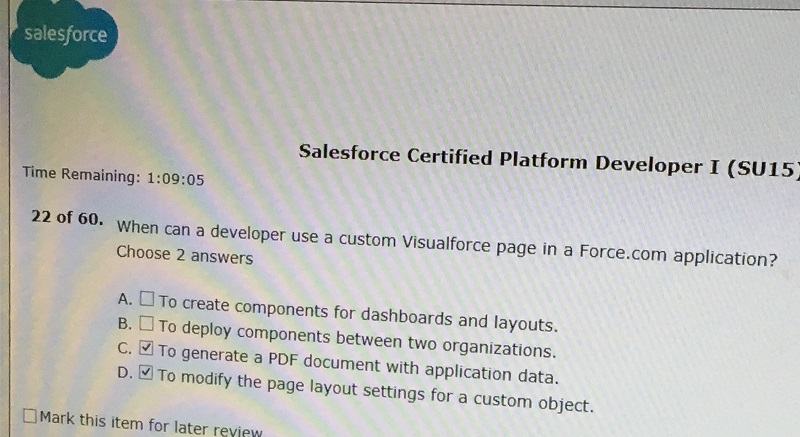 salesforce
Salesforce Certified Platform Developer I (SU15)
Time Remaining: 1:09:05
22 of 60. When can a developer use a custom Visualforce page in a Force.com application?
Choose 2 answers
A. To create components for dashboards and layouts.
B. To deploy components between two organizations.
C. To generate a PDF document with application data.
D. To modify the page layout settings for a custom object.
Mark this item for later review